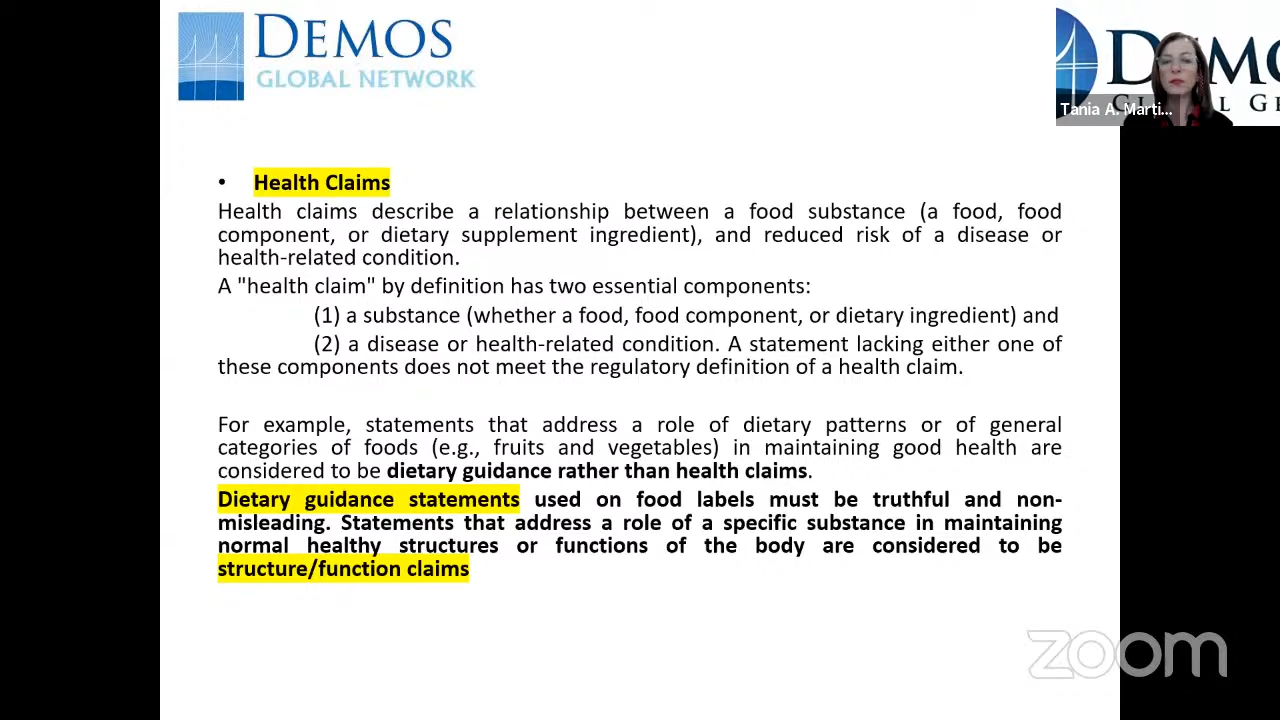 DEMOS
GLOBAL NETWORK
Tania A. Marti...
• Health Claims
Health claims describe a relationship between a food substance (a food, food
component, or dietary supplement ingredient), and reduced risk of a disease or
health-related condition.
A "health claim" by definition has two essential components:
(1) a substance (whether a food, food component, or dietary ingredient) and
(2) a disease or health-related condition. A statement lacking either one of
these components does not meet the regulatory definition of a health claim.
For example, statements that address a role of dietary patterns or of general
categories of foods (e.g., fruits and vegetables) in maintaining good health are
considered to be dietary guidance rather than health claims.
Dietary guidance statements used on food labels must be truthful and non-
misleading. Statements that address a role of a specific substance in maintaining
normal healthy structures or functions of the body are considered to be
structure/function claims
zoom